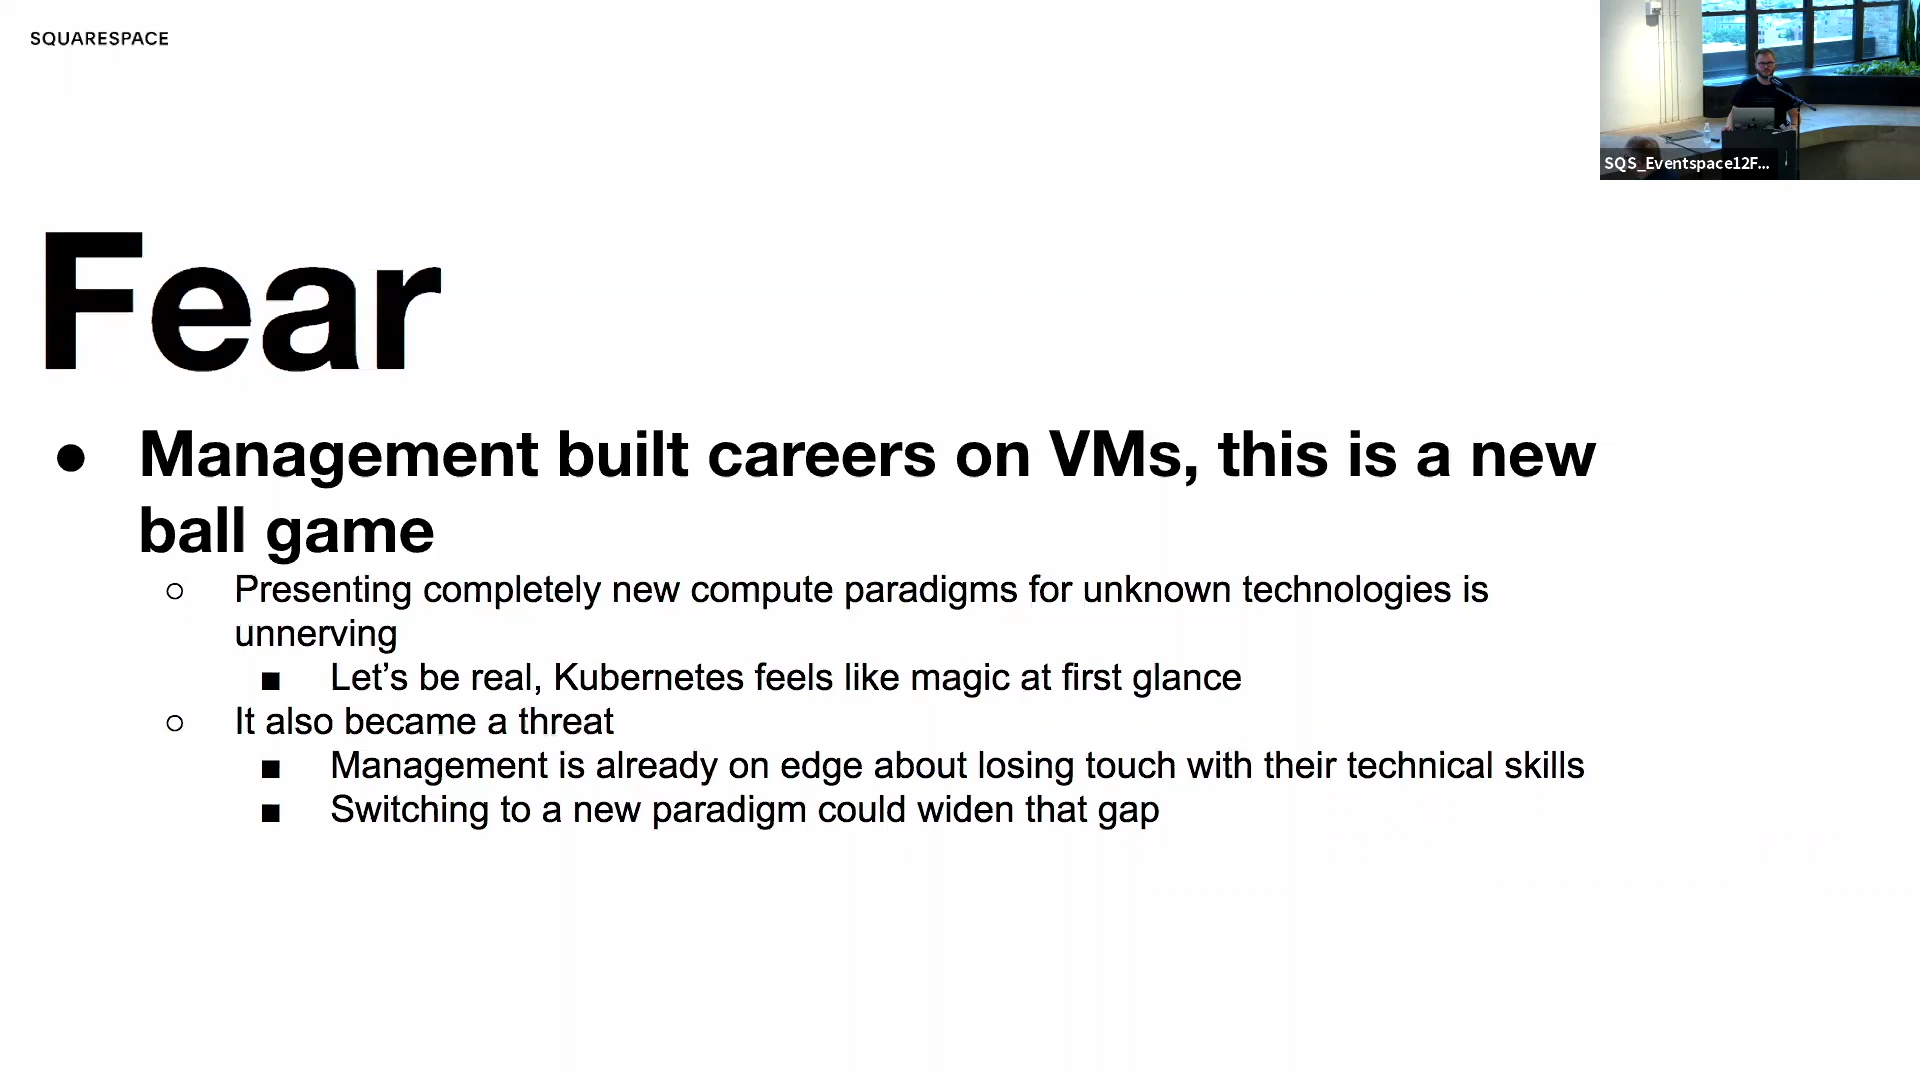 SQUARESPACE
SQS_Eventspace12F...
Fear
● Management built careers on VMs, this is a new
ball game
○ Presenting completely new compute paradigms for unknown technologies is
unnerving
■ Let’s be real, Kubernetes feels like magic at first glance
○ It also became a threat
■ Management is already on edge about losing touch with their technical skills
■ Switching to a new paradigm could widen that gap